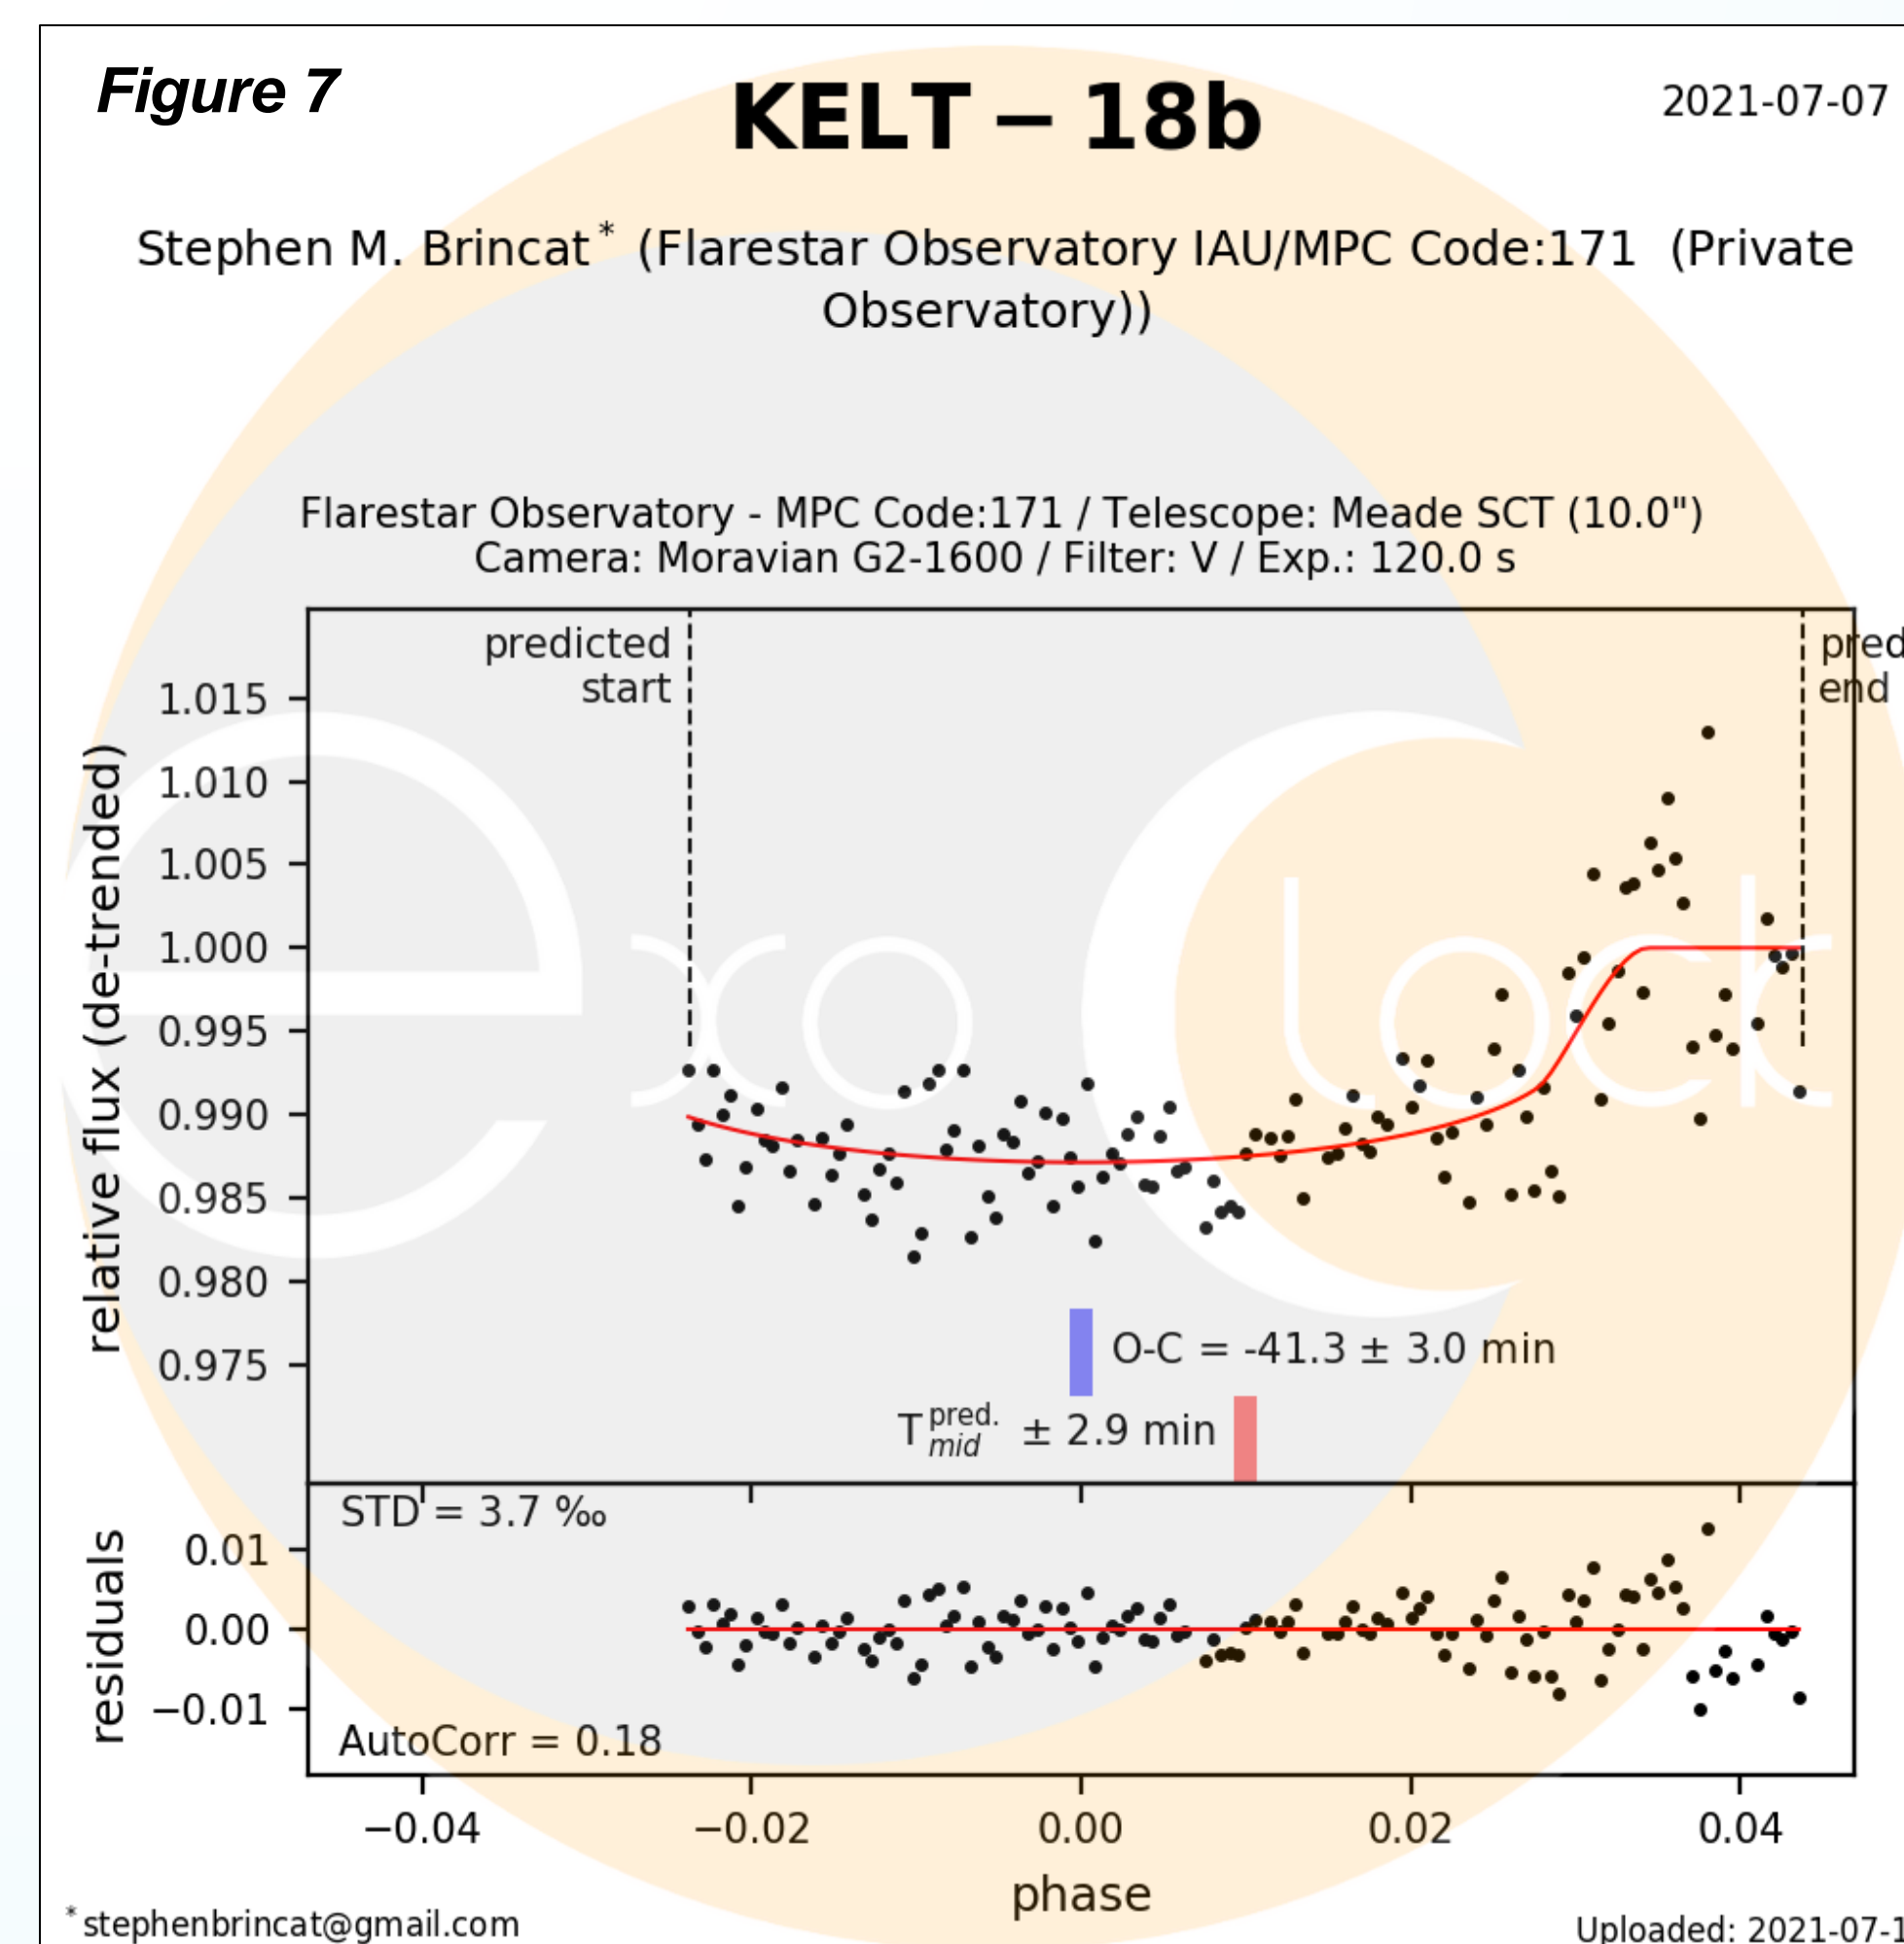 Figure 7
KELT – 18b
2021-07-07
Stephen M. Brincat* (Flarestar Observatory IAU/MPC Code:171 (Private
Observatory))
Flarestar Observatory - MPC Code:171 / Telescope: Meade SCT (10.0")
Camera: Moravian G2-1600 / Filter: V / Exp.: 120.0 s
predicted
start
end
relative flux (de-trended)
1.015
1.010
1.005
1.000
0.995
0.990
0.985
0.980
0.975
exoclock
O-C = -41.3 ± 3.0 min
T pred. mid ± 2.9 min
STD = 3.7 ‰
residuals
0.01
0.00
−0.01
AutoCorr = 0.18
−0.04 −0.02 0.00 0.02 0.04
phase
*stephenbrincat@gmail.com
Uploaded: 2021-07-1